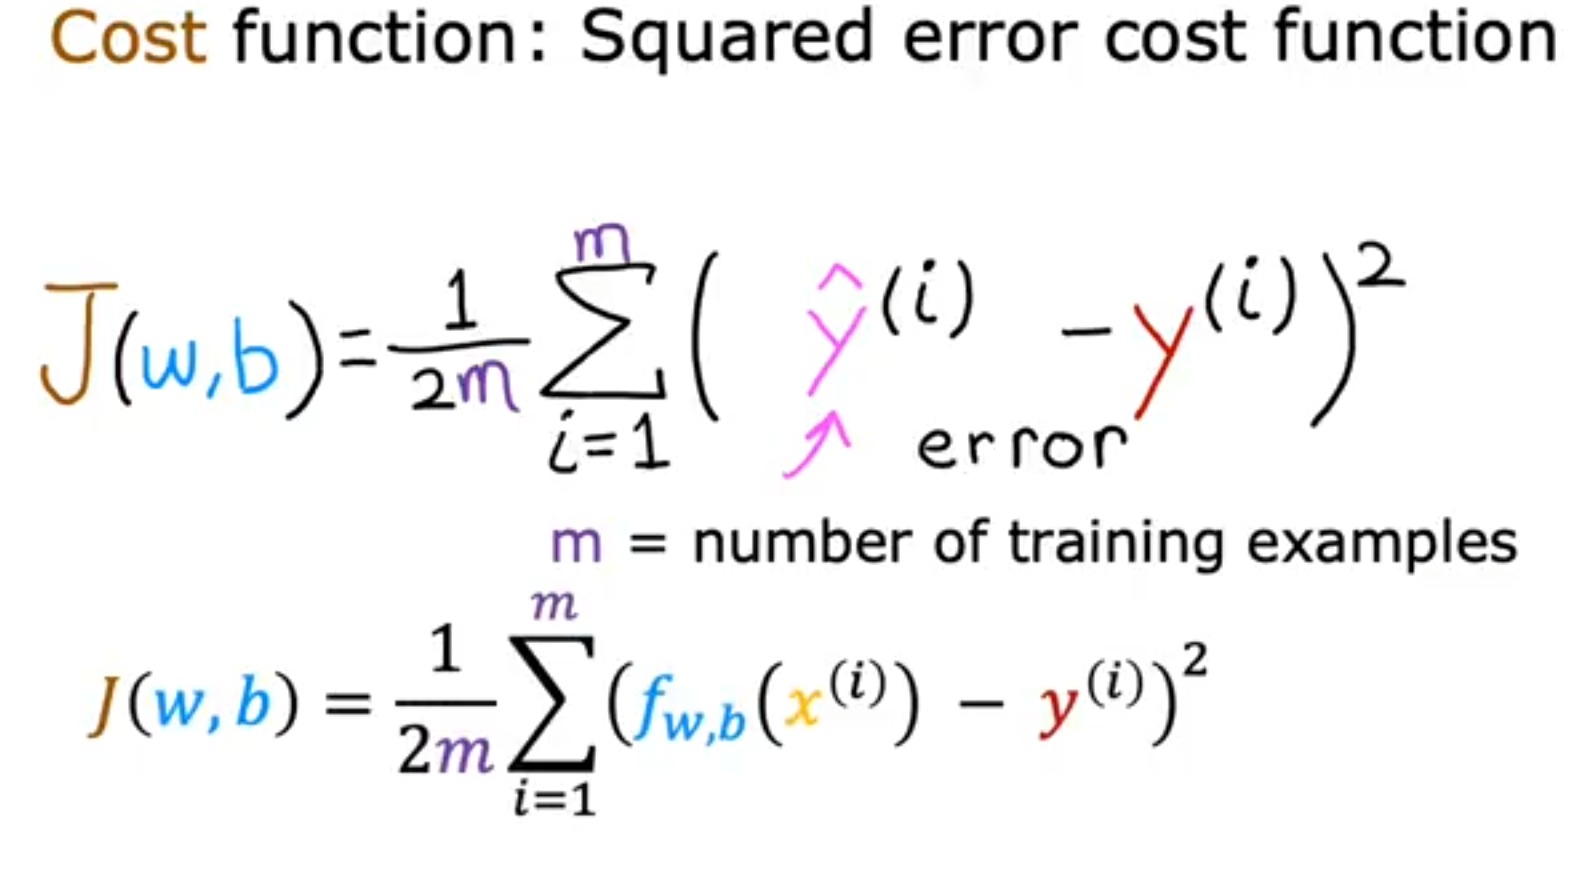 Cost function: Squared error cost function
J(w,b) = \frac{1}{2m} \sum_{i=1}^{m} ( \hat{y}^{(i)} - y^{(i)} )^2
error
m = number of training examples
J(w, b) = \frac{1}{2m} \sum_{i=1}^{m} (f_{w,b}(x^{(i)}) - y^{(i)})^2